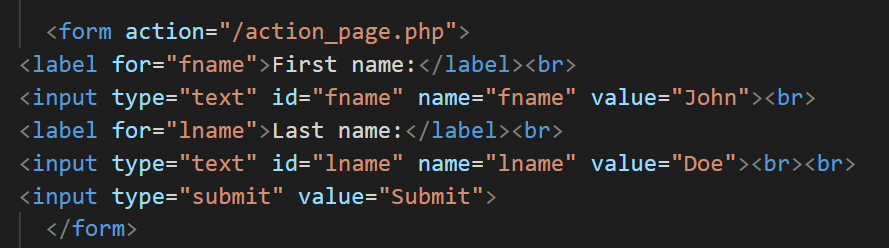 <form action="/action_page.php">
<label for="fname">First name:</label><br>
<input type="text" id="fname" name="fname" value="John"><br>
<label for="lname">Last name:</label><br>
<input type="text" id="lname" name="lname" value="Doe"><br><br>
<input type="submit" value="Submit">
</form>